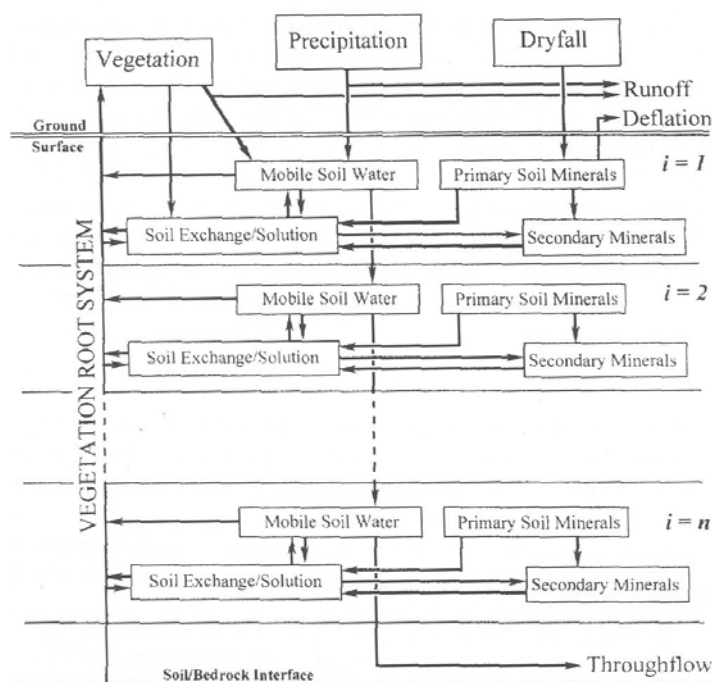 Vegetation
Precipitation
Dryfall
Runoff
Deflation
Ground
Surface
Mobile Soil Water
Primary Soil Minerals
i = 1
Soil Exchange/Solution
Secondary Minerals
Mobile Soil Water
Primary Soil Minerals
i = 2
Soil Exchange/Solution
Secondary Minerals
VEGETATION ROOT SYSTEM
Mobile Soil Water
Primary Soil Minerals
i = n
Soil Exchange/Solution
Secondary Minerals
Throughflow
Soil/Bedrock Interface